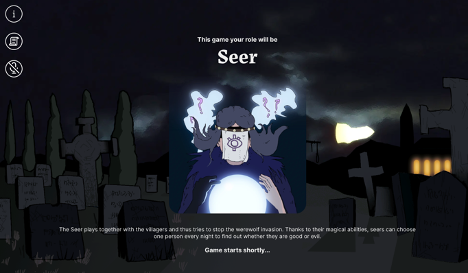 This game your role will be
Seer
The Seer plays together with the villagers and thus tries to stop the werewolf invasion. Thanks to their magical abilities, seers can choose
one person every night to find out whether they are good or evil.
Game starts shortly...